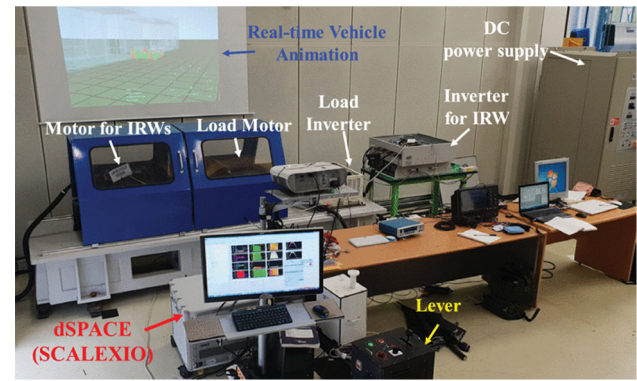 Real-time Vehicle
Animation
DC
power supply
Motor for IRWs
Load Motor
Load
Inverter
Inverter
for IRW
dSPACE
(SCALEXIO)
Lever